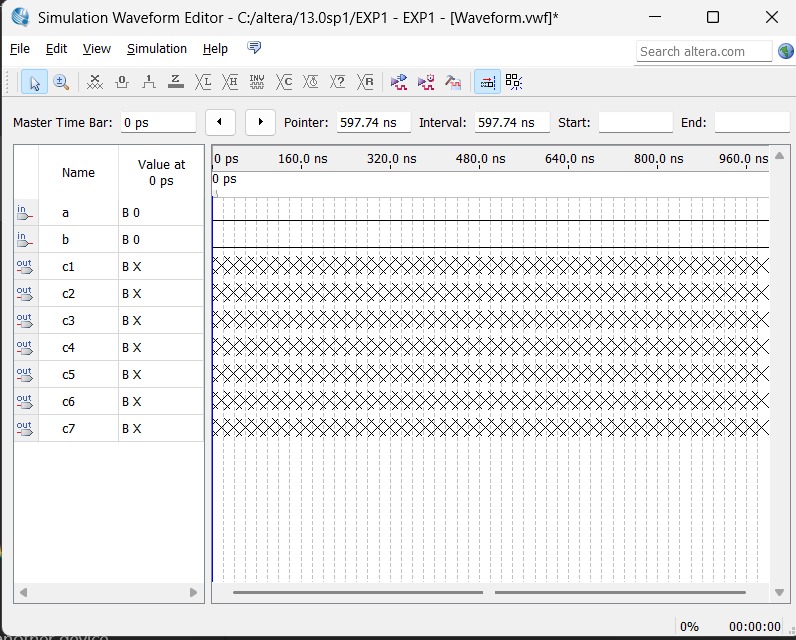 Simulation Waveform Editor - C:/altera/13.0sp1/EXP1 - EXP1 - [Waveform.vwf]*
File Edit View Simulation Help
Search altera.com
Master Time Bar: 0 ps Pointer: 597.74 ns Interval: 597.74 ns Start: End:
Name Value at 0 ps
0 ps 160.0 ns 320.0 ns 480.0 ns 640.0 ns 800.0 ns 960.0 ns
0 ps
in a B 0
in b B 0
out c1 B X
out c2 B X
out c3 B X
out c4 B X
out c5 B X
out c6 B X
out c7 B X
0% 00:00:00